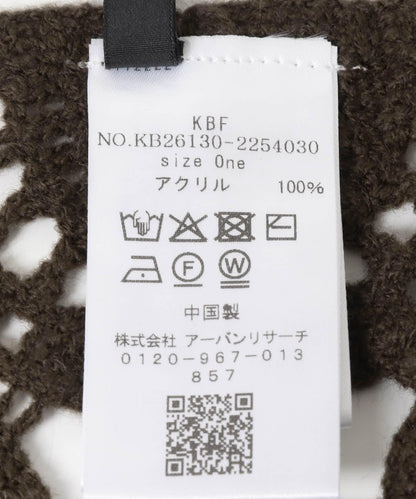 KBF
NO.KB26130-2254030
size One
アクリル 100%
F W
中国製
株式会社 アーバンリサーチ
0120-967-013
857